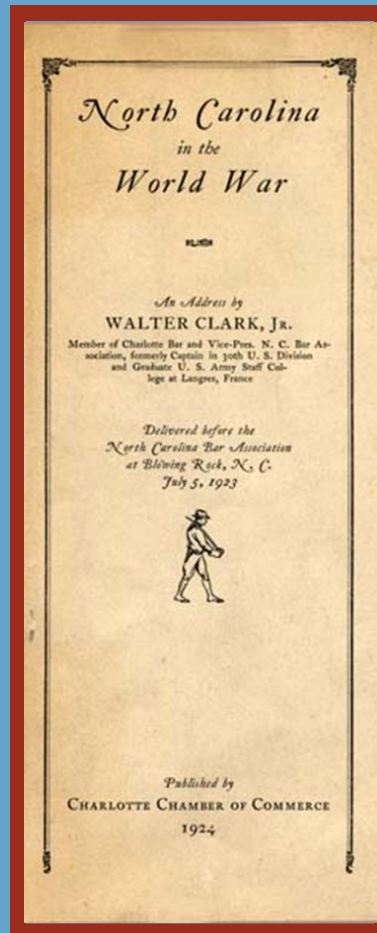 North Carolina
in the
World War
An Address by
WALTER CLARK, JR.
Member of Charlotte Bar and Vice-Pres. N. C. Bar As-
sociation, formerly Captain in 30th U. S. Division
and Graduate U. S. Army Staff Col-
lege at Langres, France
Delivered before the
North Carolina Bar Association
at Blowing Rock, N. C.
July 5, 1923
Published by
CHARLOTTE CHAMBER OF COMMERCE
1924